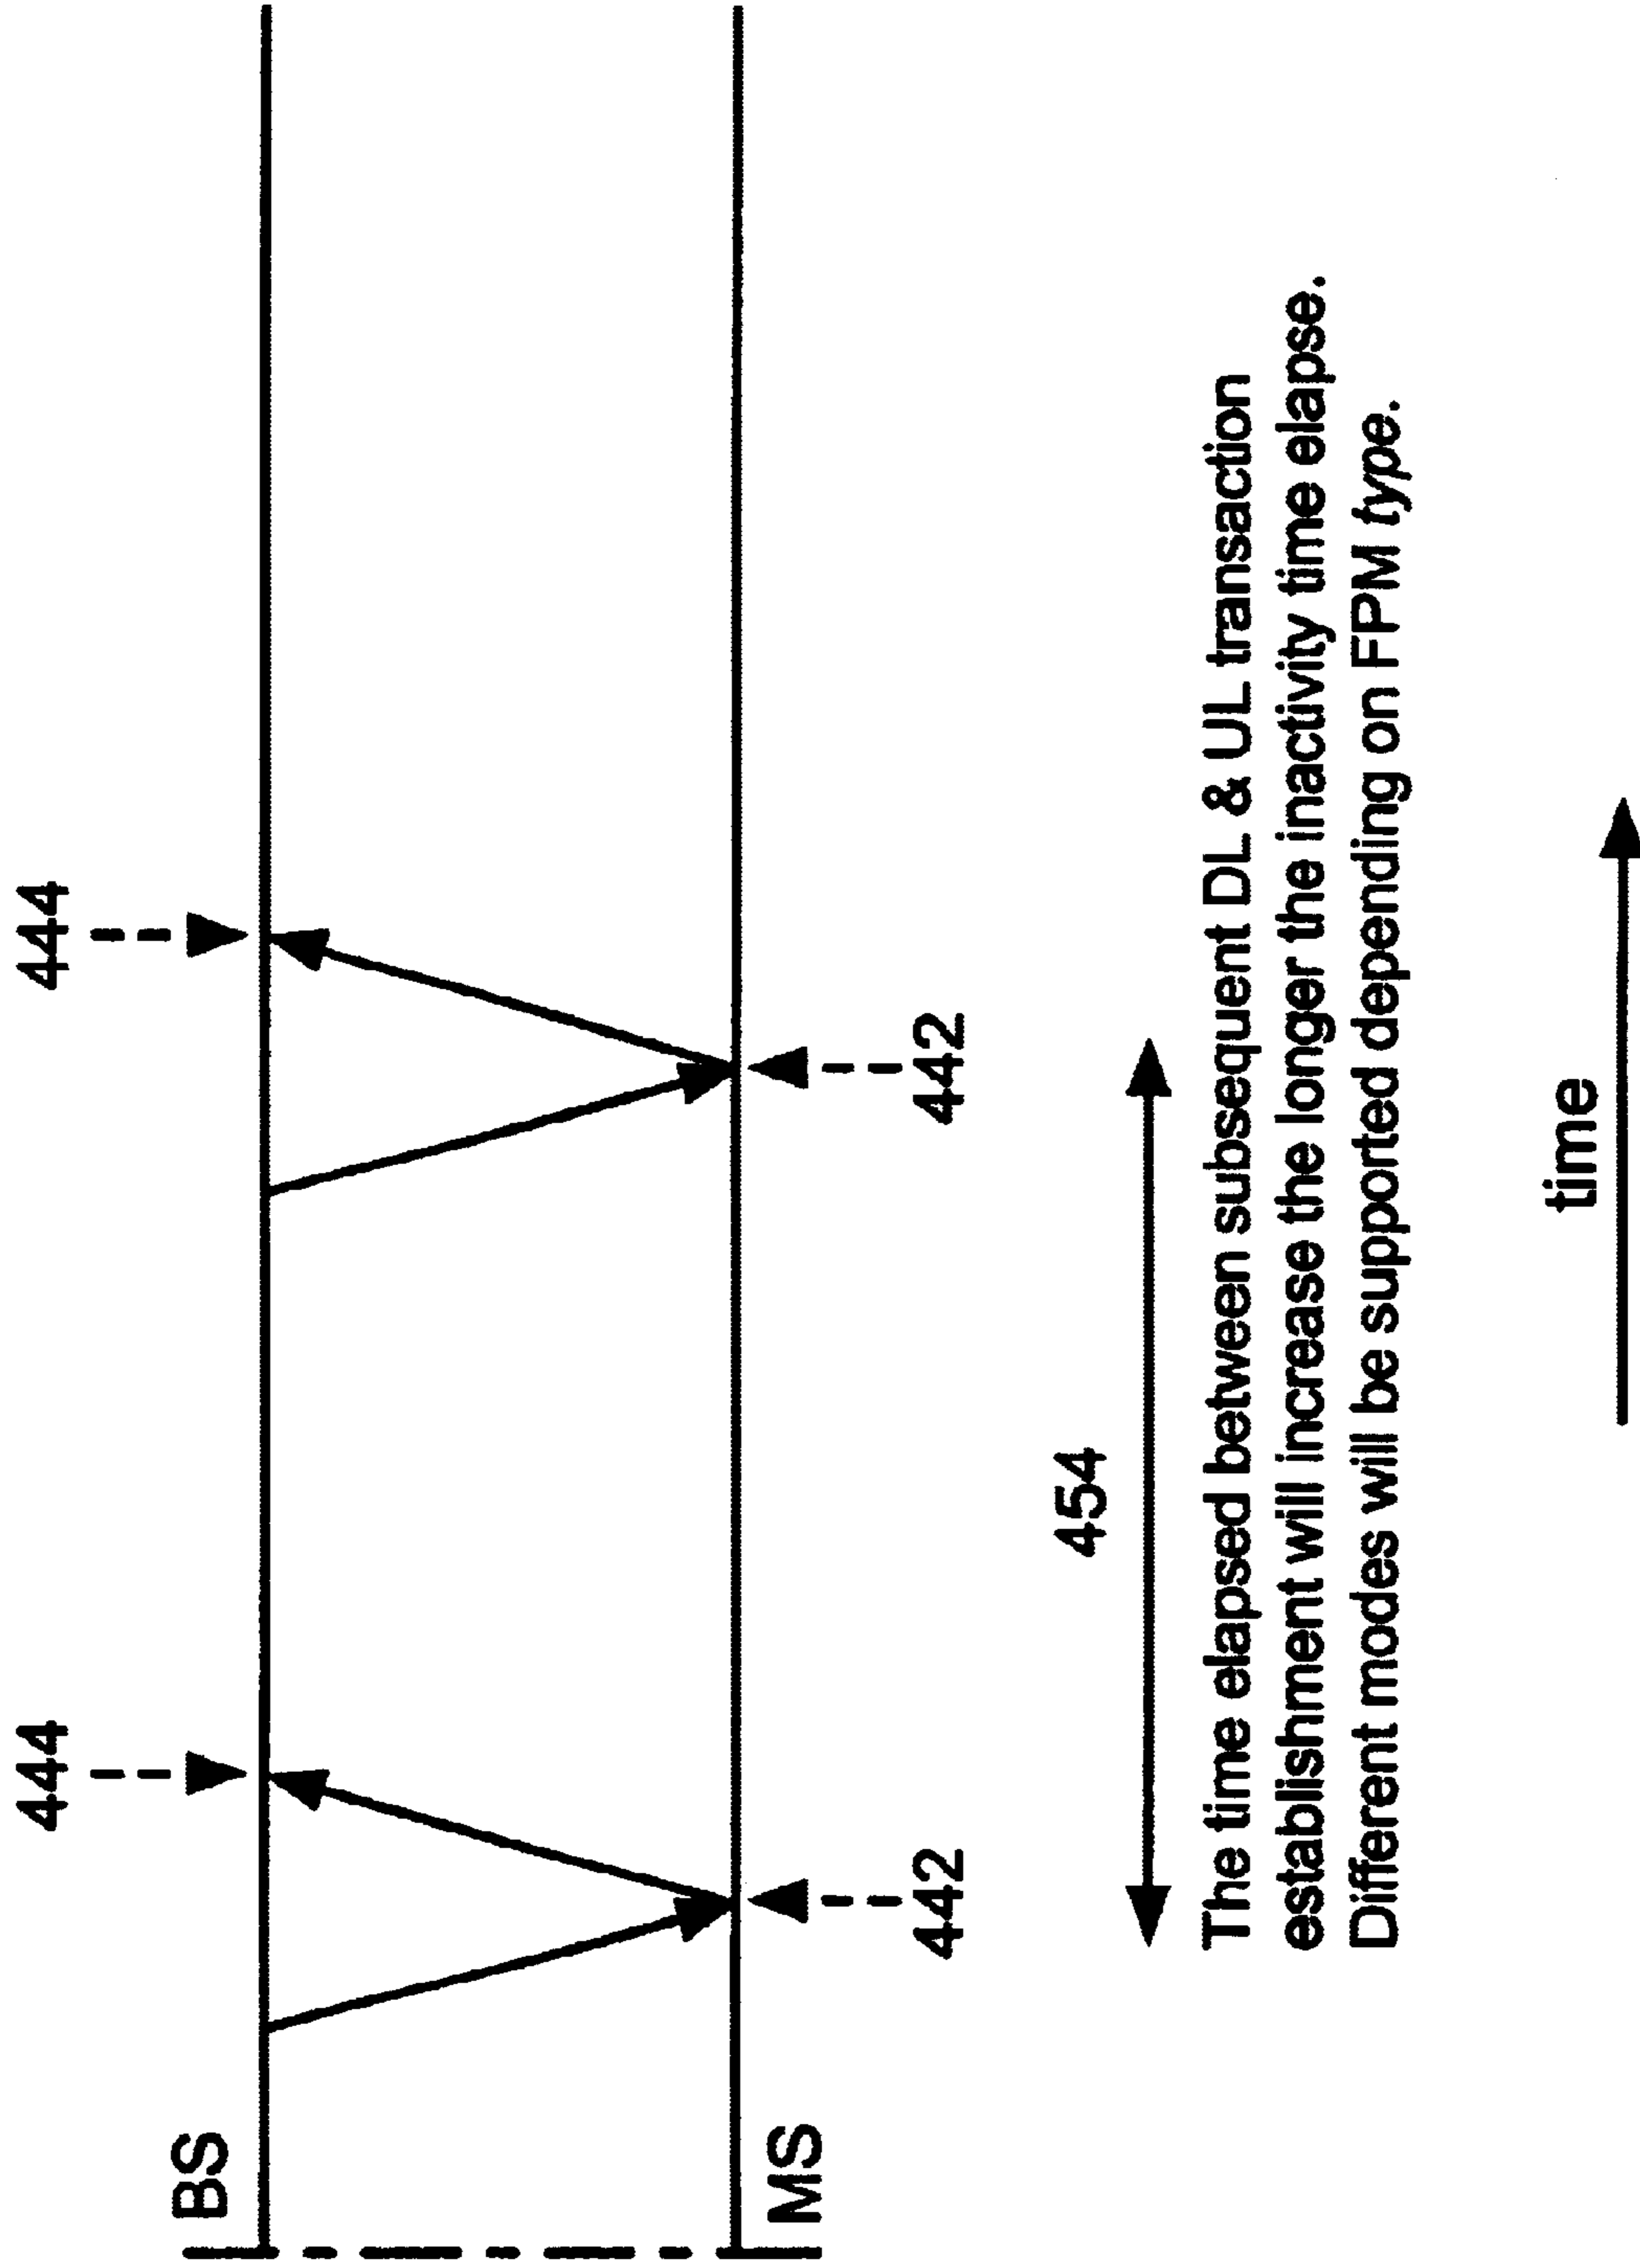 444
444
BS
MS
442
442
454
The time elapsed between subsequent DL & UL transaction
establishment will increase the longer the inactivity time elapse.
Different modes will be supported depending on FPM type.
time